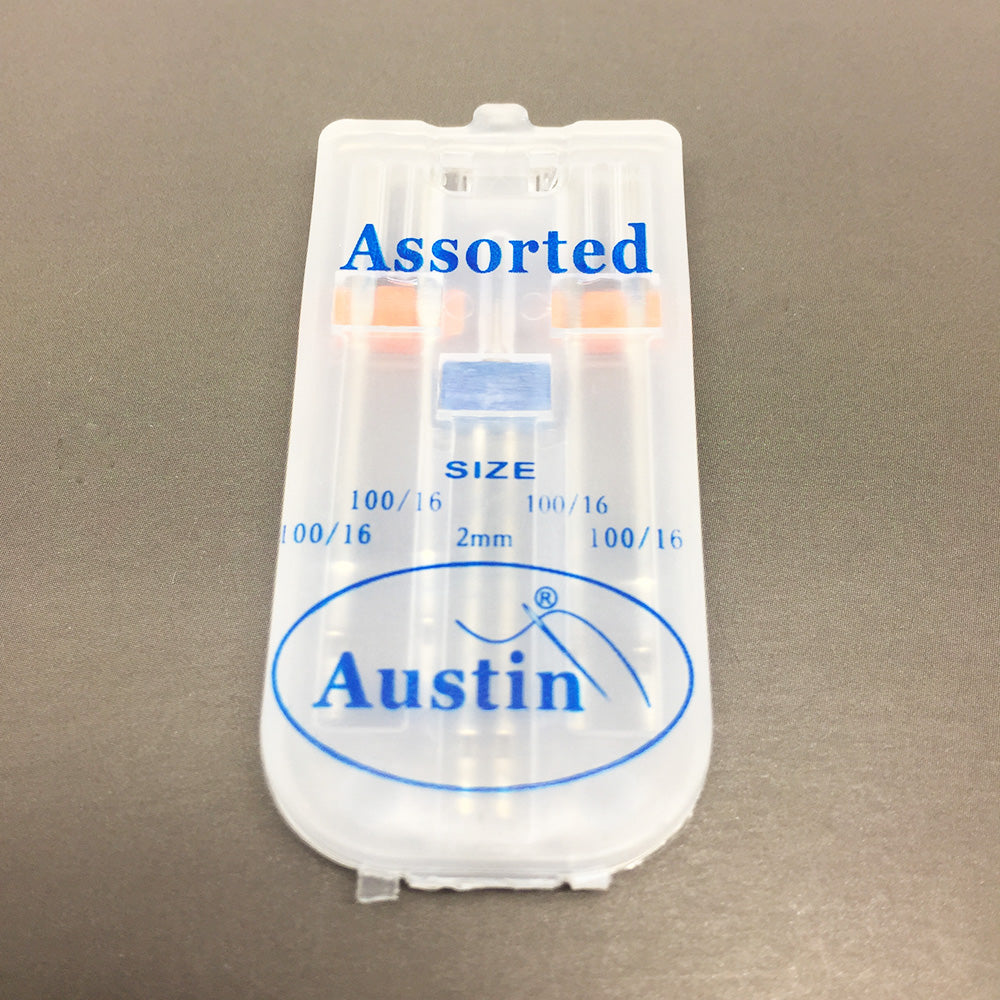 Assorted
SIZE
100/16 100/16
100/16 2mm 100/16
®
Austin